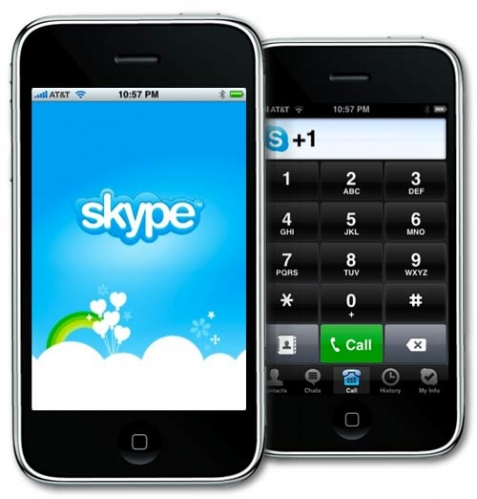 AT&T 10:57 PM
skype
AT&T 10:57 PM
S +1
1 2 3
ABC DEF
4 5 6
GHI JKL MNO
7 8 9
PQRS TUV WXYZ
* 0 #
+
Call
ontacts Chats Call History My Info